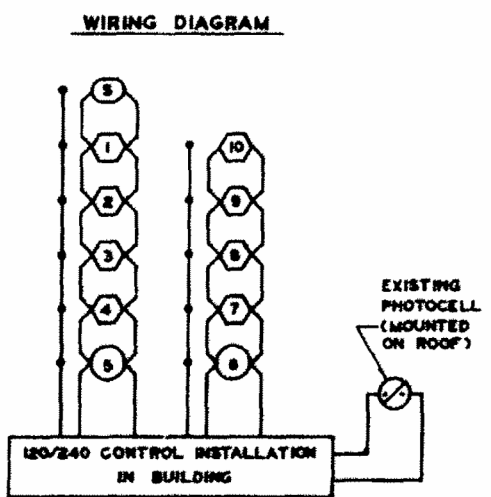 WIRING DIAGRAM
S
1
2
3
4
5
10
9
8
7
6
EXISTING
PHOTOCELL
(MOUNTED
ON ROOF)
120/240 CONTROL INSTALLATION
IN BUILDING